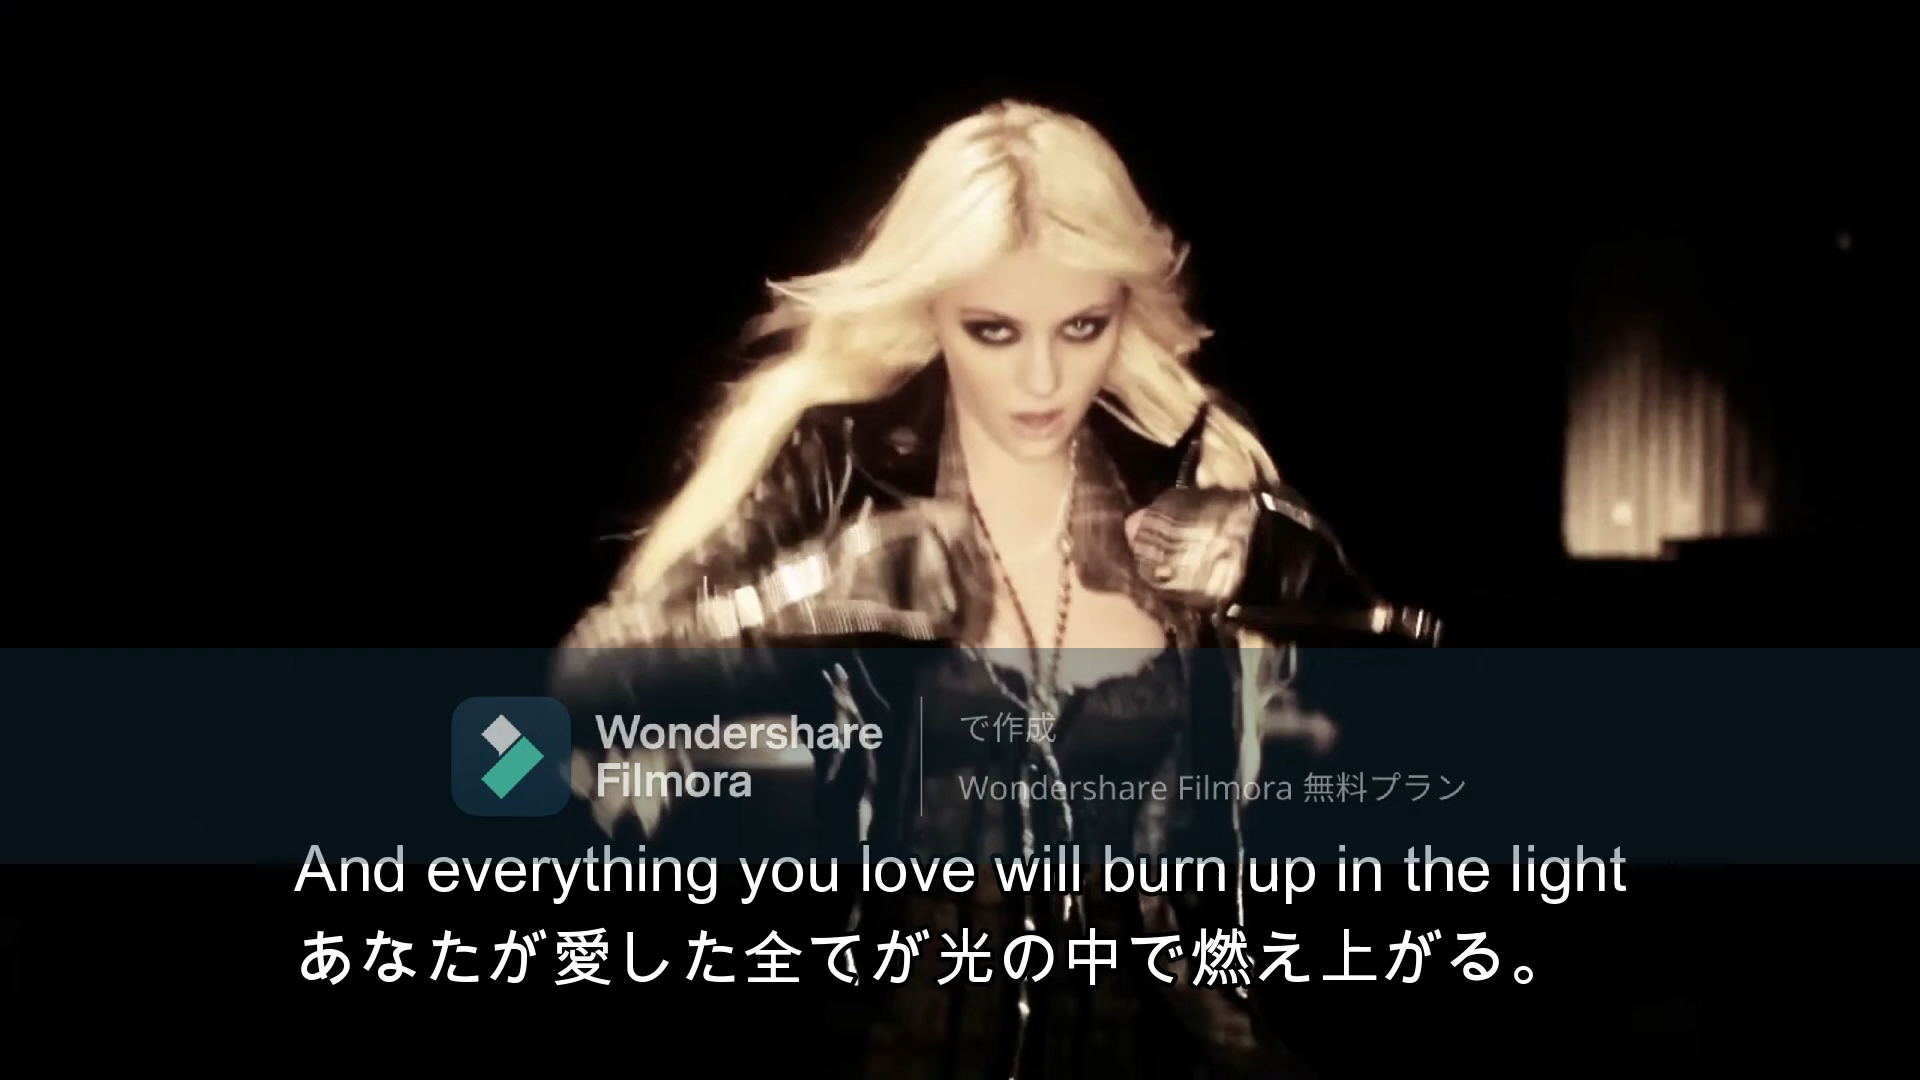 Wondershare
Filmora
で作成
Wondershare Filmora 無料プラン
And everything you love will burn up in the light
あなたが愛した全てが光の中で燃え上がる。